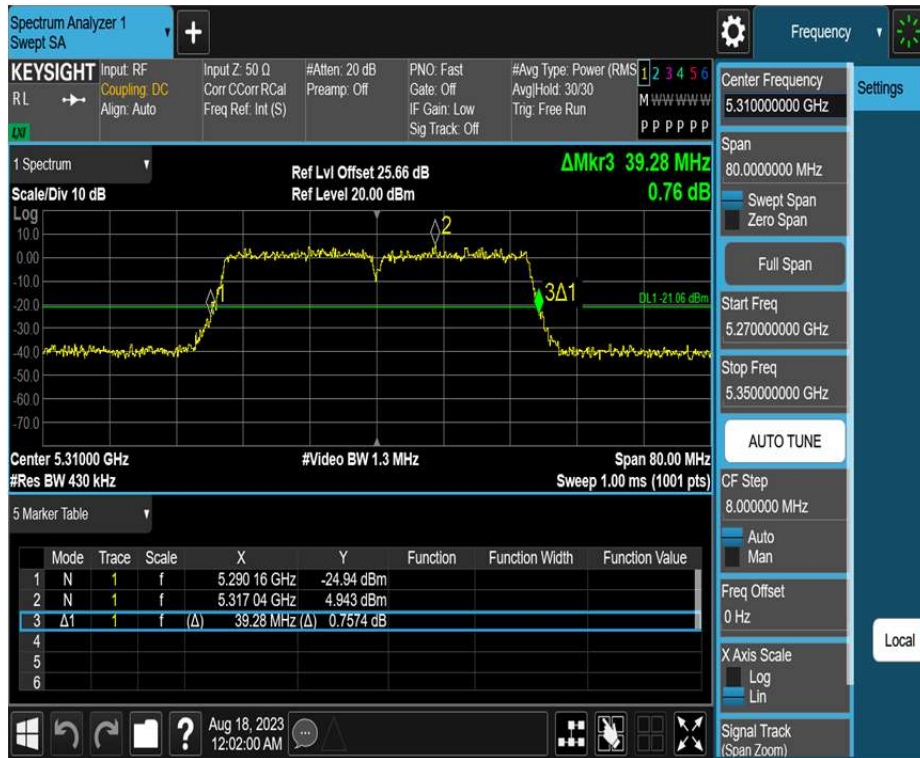 Spectrum Analyzer 1
Swept SA
+
Frequency
KEYSIGHT
RL
LXI
Input: RF
Coupling: DC
Align: Auto
Input Z: 50 Ω
Corr CCorr RCal
Freq Ref: Int (S)
#Atten: 20 dB
Preamp: Off
PNO: Fast
Gate: Off
IF Gain: Low
Sig Track: Off
#Avg Type: Power (RMS
Avg|Hold: 30/30
Trig: Free Run
1 2 3 4 5 6
M W W W W W
P P P P P P
Center Frequency
5.310000000 GHz
Settings
Span
80.0000000 MHz
Swept Span
Zero Span
Full Span
Start Freq
5.270000000 GHz
Stop Freq
5.350000000 GHz
AUTO TUNE
CF Step
8.000000 MHz
Auto
Man
Freq Offset
0 Hz
X Axis Scale
Log
Lin
Signal Track
(Span Zoom)
Local
1 Spectrum
Scale/Div 10 dB
Ref Lvl Offset 25.66 dB
Ref Level 20.00 dBm
ΔMkr3 39.28 MHz
0.76 dB
Log
10.0
0.00
-10.0
-20.0
-30.0
-40.0
-50.0
-60.0
-70.0
1
2
3Δ1
DL1 -21.06 dBm
Center 5.31000 GHz
#Video BW 1.3 MHz
Span 80.00 MHz
#Res BW 430 kHz
Sweep 1.00 ms (1001 pts)
5 Marker Table
Mode Trace Scale X Y Function Function Width Function Value
1 N 1 f 5.290 16 GHz -24.94 dBm
2 N 1 f 5.317 04 GHz 4.943 dBm
3 Δ1 1 f (Δ) 39.28 MHz (Δ) 0.7574 dB
4
5
6
?
Aug 18, 2023
12:02:00 AM